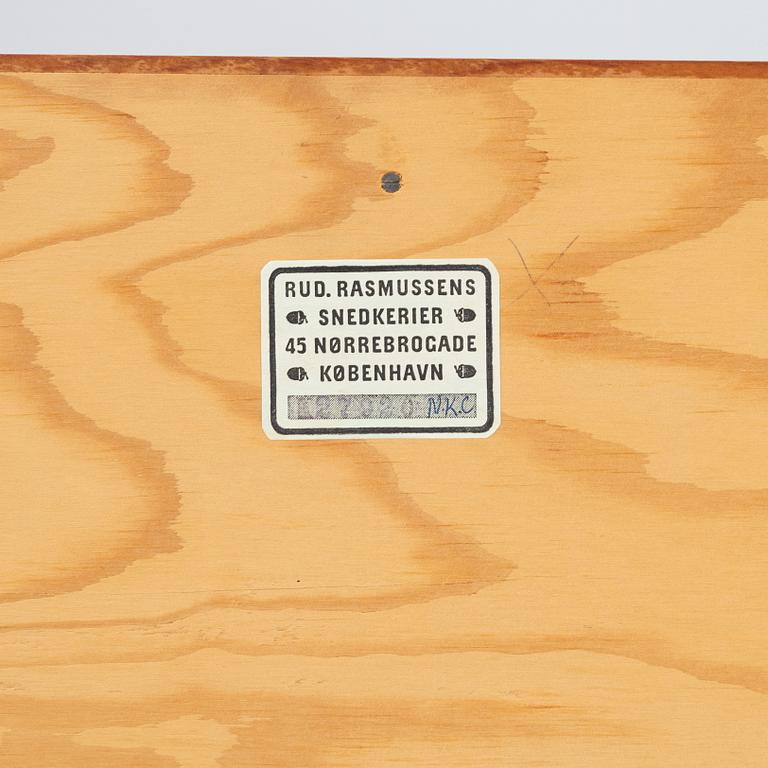 RUD. RASMUSSENS
SNEDKERIER
45 NØRREBROGADE
KØBENHAVN
N.K.C